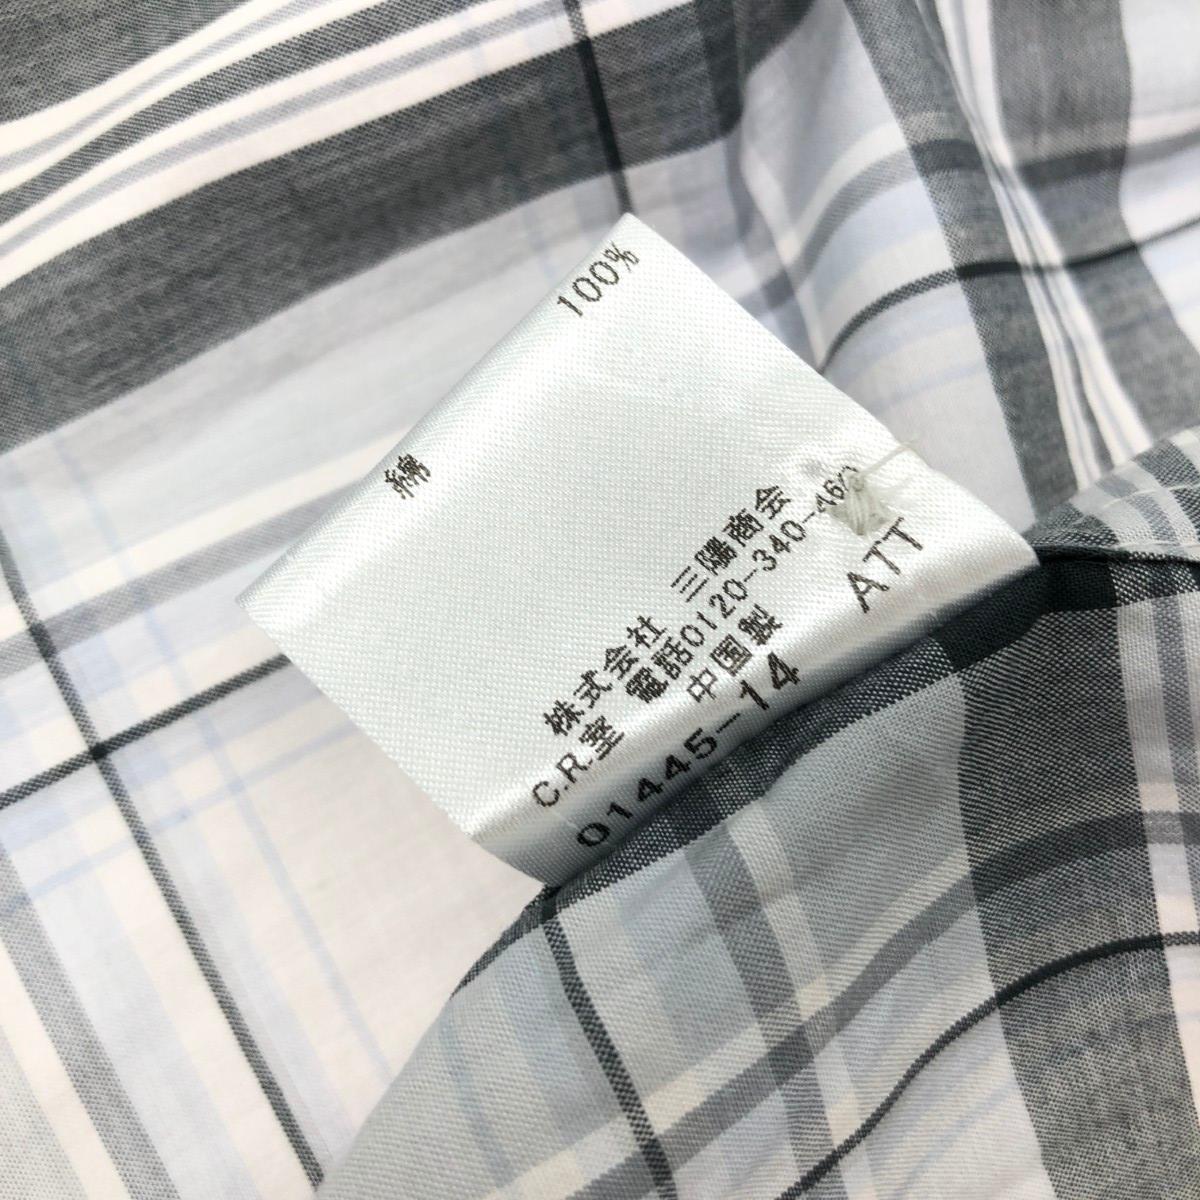 綿 100%
株式会社 三陽商会
C.R.室 電話0120-340-460
中国製
01445-14 ATT